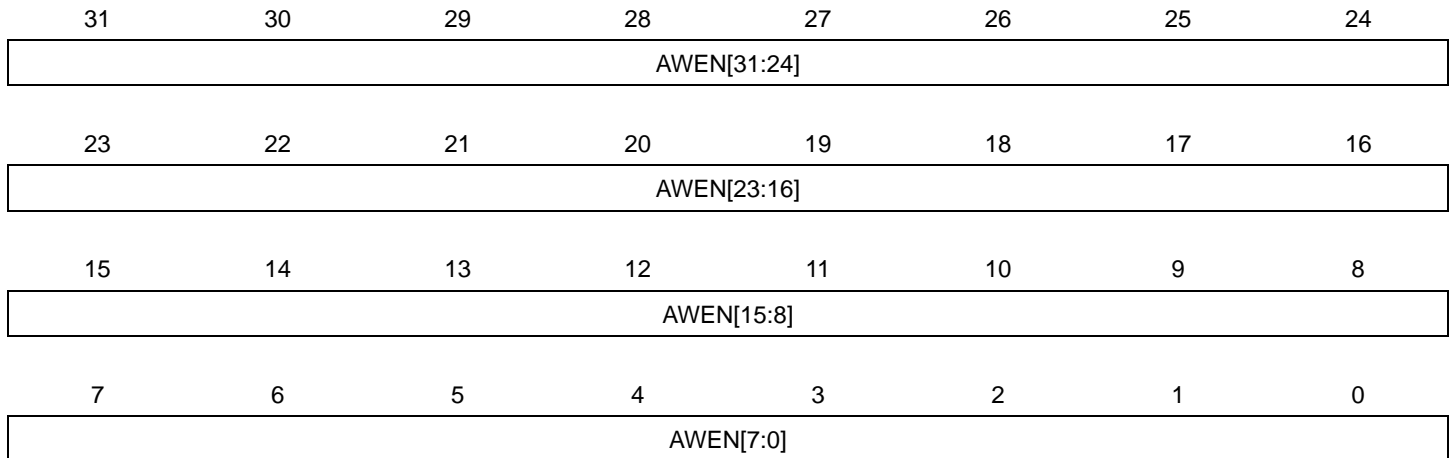 31 30 29 28 27 26 25 24
AWEN[31:24]
23 22 21 20 19 18 17 16
AWEN[23:16]
15 14 13 12 11 10 9 8
AWEN[15:8]
7 6 5 4 3 2 1 0
AWEN[7:0]